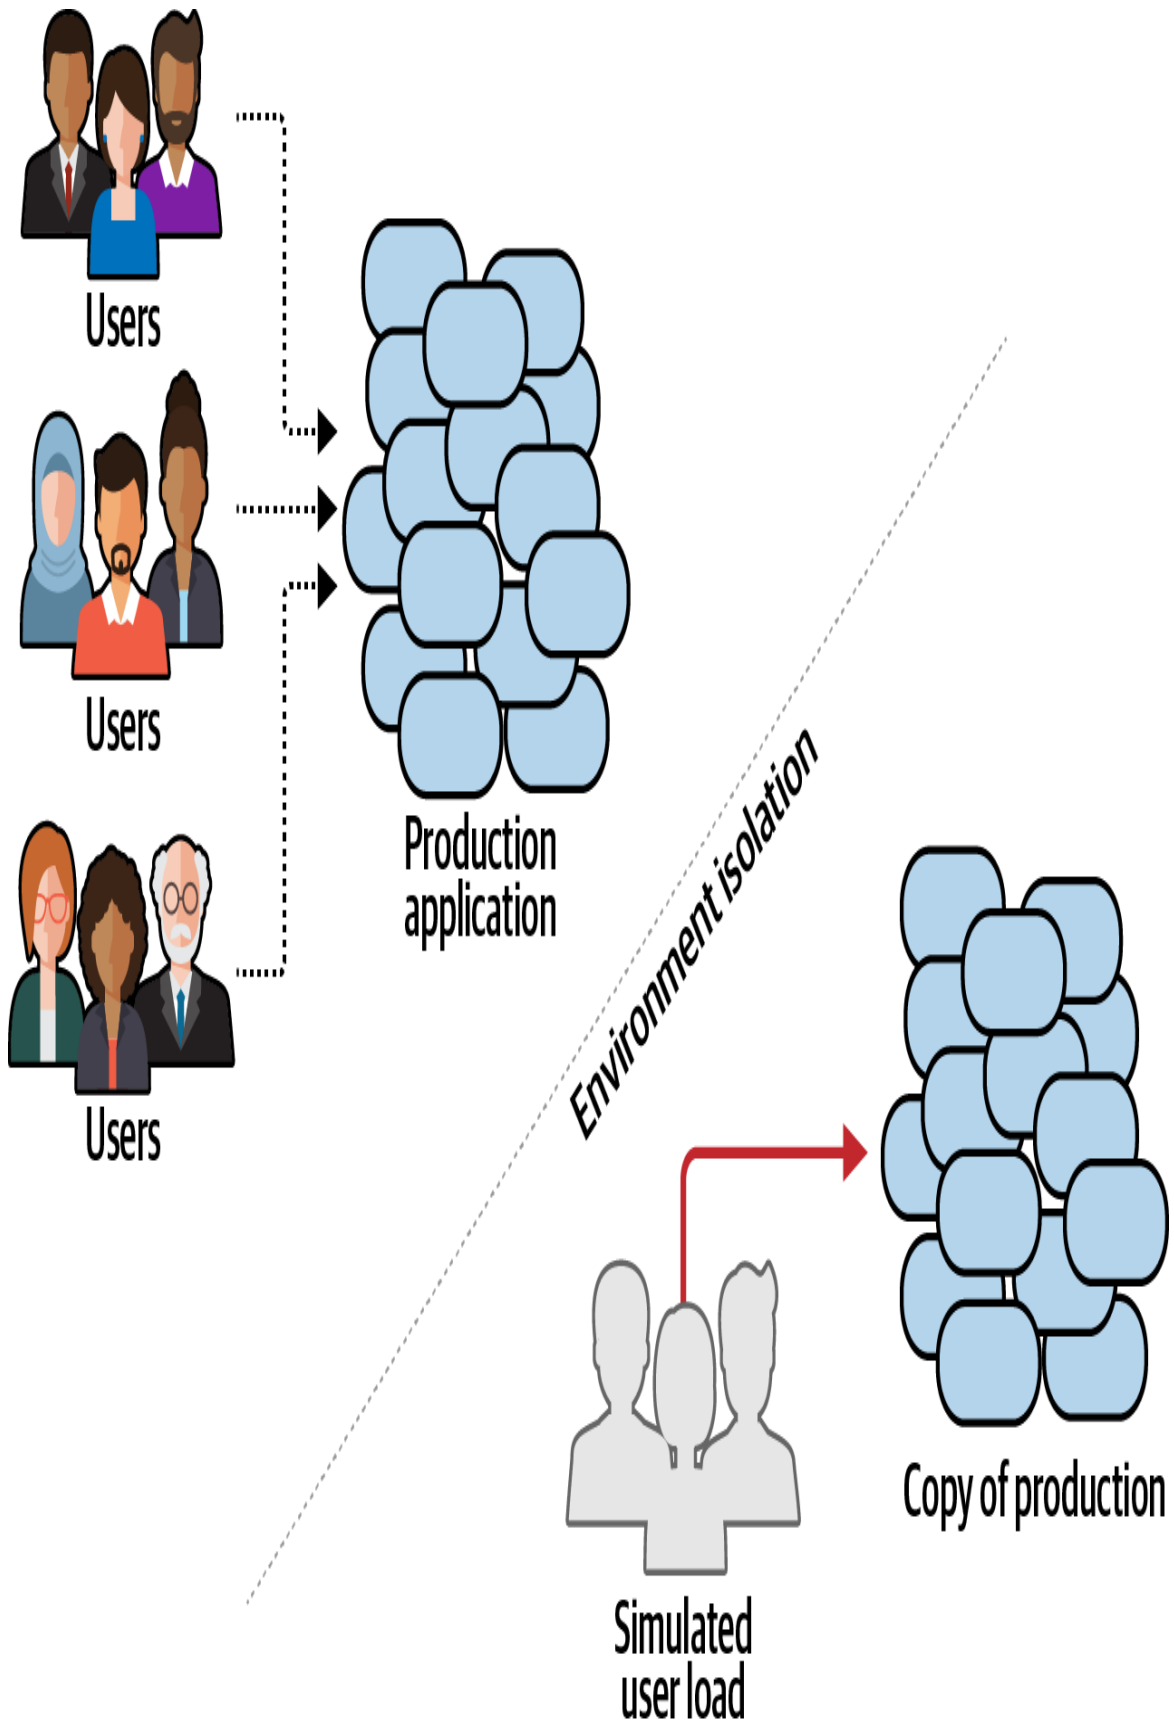 Users
Users
Users
Production
application
Environment isolation
Copy of production
Simulated
user load